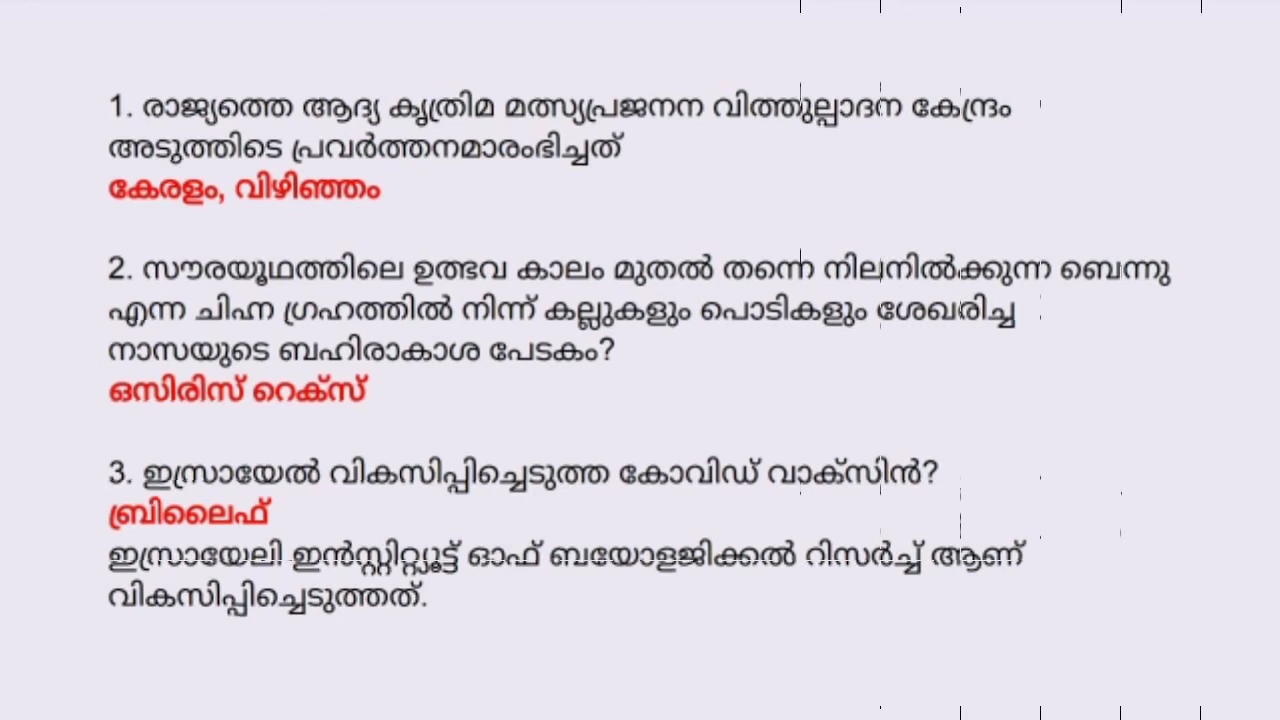 1. രാജ്യത്തെ ആദ്യ കൃത്രിമ മത്സ്യപ്രജനന വിത്തുല്പാദന കേന്ദ്രം
അടുത്തിടെ പ്രവർത്തനമാരംഭിച്ചത്
കേരളം, വിഴിഞ്ഞം
2. സൗരയൂഥത്തിലെ ഉത്ഭവ കാലം മുതൽ തന്നെ നിലനിൽക്കുന്ന ബെന്നു
എന്ന ചിഹ്ന ഗ്രഹത്തിൽ നിന്ന് കല്ലുകളും പൊടികളും ശേഖരിച്ച
നാസയുടെ ബഹിരാകാശ പേടകം?
ഒസിരിസ് റെക്സ്
3. ഇസ്രായേൽ വികസിപ്പിച്ചെടുത്ത കോവിഡ് വാക്സിൻ?
ബ്രിലൈഫ്
ഇസ്രായേലി ഇൻസ്റ്റിറ്റ്യൂട്ട് ഓഫ് ബയോളജിക്കൽ റിസർച്ച് ആണ്
വികസിപ്പിച്ചെടുത്തത്.